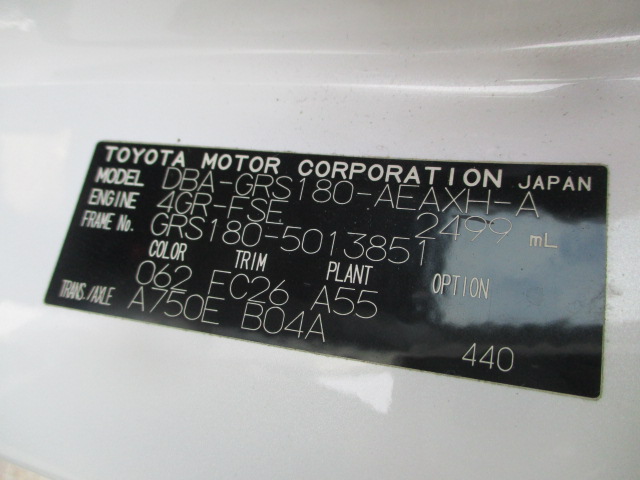 TOYOTA MOTOR CORPORATION JAPAN
MODEL DBA-GRS180-AEAXH-A
ENGINE 4GR-FSE 2499 mL
FRAME No. GRS180-5013851
COLOR TRIM PLANT OPTION
062 EC26 A55
TRANS./AXLE A750E B04A
440